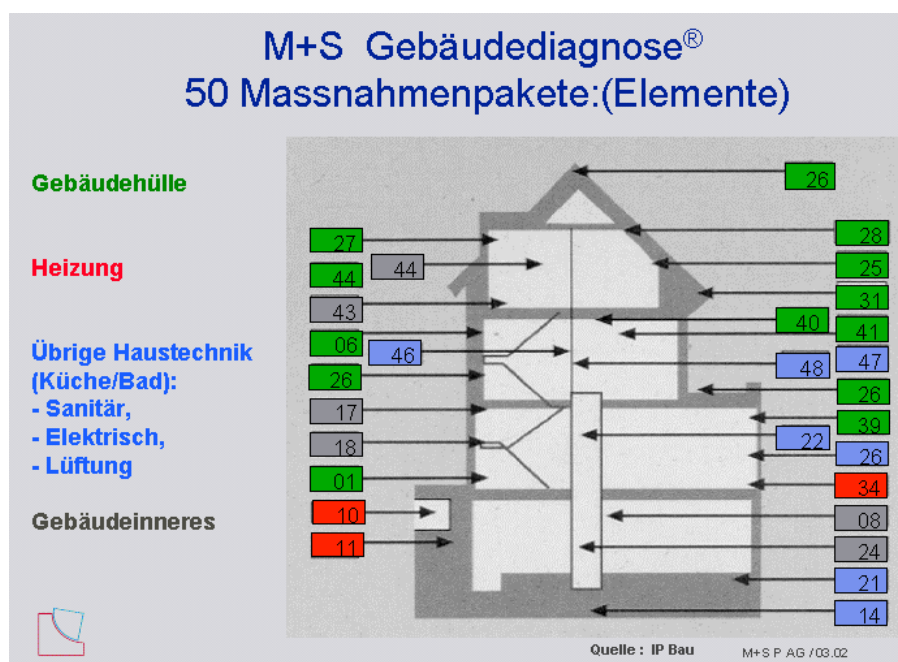 M+S Gebäudediagnose®
50 Massnahmenpakete:(Elemente)
Gebäudehülle
Heizung
Übrige Haustechnik
(Küche/Bad):
- Sanitär,
- Elektrisch,
- Lüftung
Gebäudeinneres
27
44
44
43
06
46
26
17
18
01
10
11
26
28
25
31
40
41
48
47
26
39
22
26
34
08
24
21
14
Quelle : IP Bau
M+S P AG / 03.02